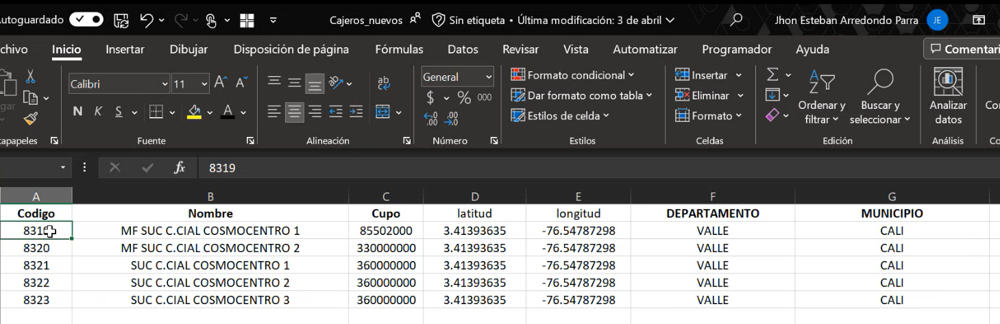 utoguardado Cajeros_nuevos Sin etiqueta • Última modificación: 3 de abril Jhon Esteban Arredondo Parra JE
chivo Inicio Insertar Dibujar Disposición de página Fórmulas Datos Revisar Vista Automatizar Programador Ayuda Comentari
Calibri 11 A A ab General Formato condicional Insertar Σ
gar N K S A $ % 000 Dar formato como tabla Eliminar Ordenar y Buscar y Analizar Co
Estilos de celda Formato filtrar seleccionar datos
tapapeles Fuente Alineación Número Estilos Celdas Edición Análisis Co
fx 8319
A B C D E F G
Codigo Nombre Cupo latitud longitud DEPARTAMENTO MUNICIPIO
8319 MF SUC C.CIAL COSMOCENTRO 1 85502000 3.41393635 -76.54787298 VALLE CALI
8320 MF SUC C.CIAL COSMOCENTRO 2 330000000 3.41393635 -76.54787298 VALLE CALI
8321 SUC C.CIAL COSMOCENTRO 1 360000000 3.41393635 -76.54787298 VALLE CALI
8322 SUC C.CIAL COSMOCENTRO 2 360000000 3.41393635 -76.54787298 VALLE CALI
8323 SUC C.CIAL COSMOCENTRO 3 360000000 3.41393635 -76.54787298 VALLE CALI